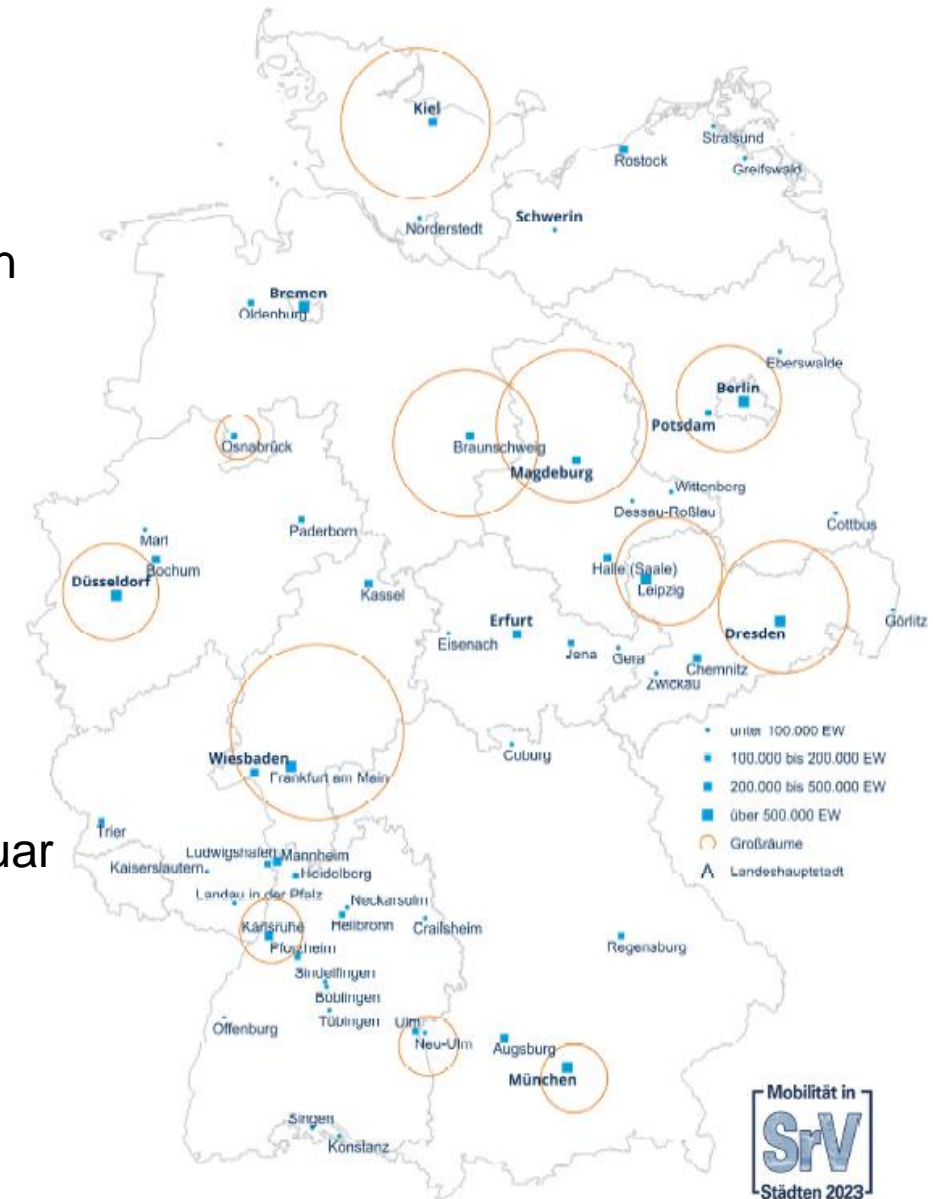 Kiel
Stralsund
Rostock
Greifswald
Norderstedt
Schwerin
n
Bremen
Oldenburg
Eberswalde
Berlin
Potsdam
Osnabrück
Braunschweig
Magdeburg
Wittenberg
Dessau-Roßlau
Cottbus
Marl
Bochum
Paderborn
Düsseldorf
Halle (Saale)
Leipzig
Kassel
Görlitz
Erfurt
Eisenach
Jena
Gera
Dresden
Chemnitz
Zwickau
unter 100.000 EW
100.000 bis 200.000 EW
200.000 bis 500.000 EW
über 500.000 EW
Großräume
A Landeshauptstadt
Coburg
Wiesbaden
Frankfurt am Main
Trier
uar
Ludwigshafen
Mannheim
Kaiserslautern
Heidelberg
Landau in der Pfalz
Neckarsulm
Karlsruhe
Heilbronn
Crailsheim
Pforzheim
Regensburg
Sindelfingen
Böblingen
Tübingen
Offenburg
Ulm
Neu-Ulm
Augsburg
München
Singen
Konstanz
Mobilität in
SrV
Städten 2023